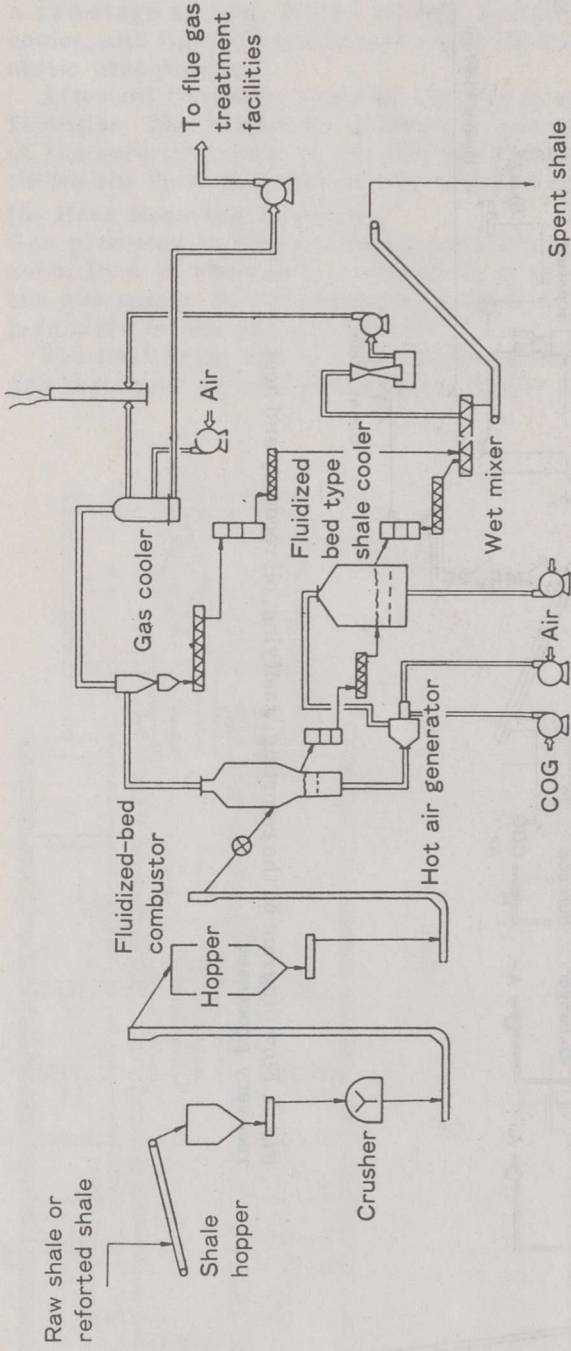 Raw shale or
reforted shale
Shale
hopper
Crusher
Hopper
Fluidized-bed
combustor
Hot air generator
COG
Air
Gas cooler
Air
Fluidized
bed type
shale cooler
Wet mixer
To flue gas
treatment
facilities
Spent shale